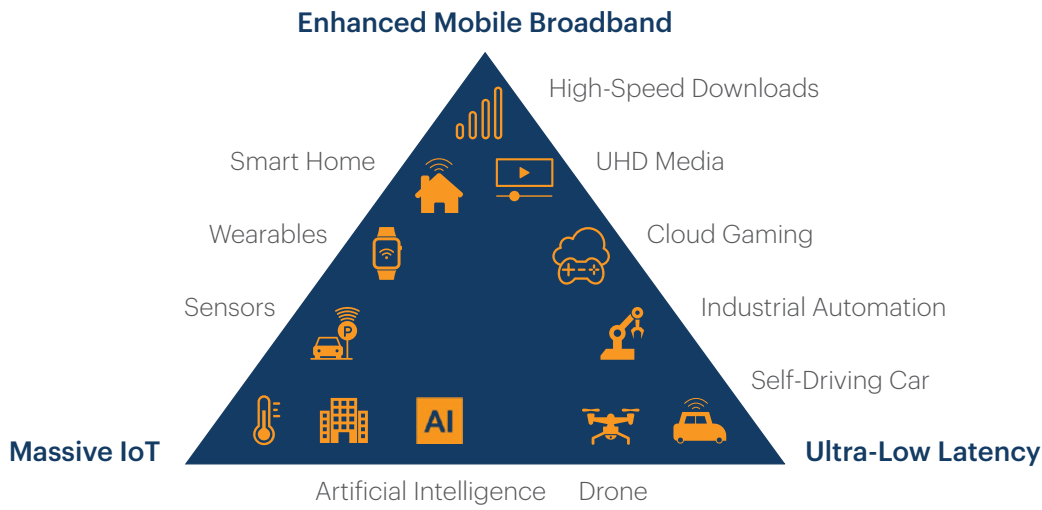 Enhanced Mobile Broadband
High-Speed Downloads
Smart Home
UHD Media
Wearables
Cloud Gaming
Sensors
P
Industrial Automation
Self-Driving Car
AI
Massive IoT
Ultra-Low Latency
Artificial Intelligence
Drone